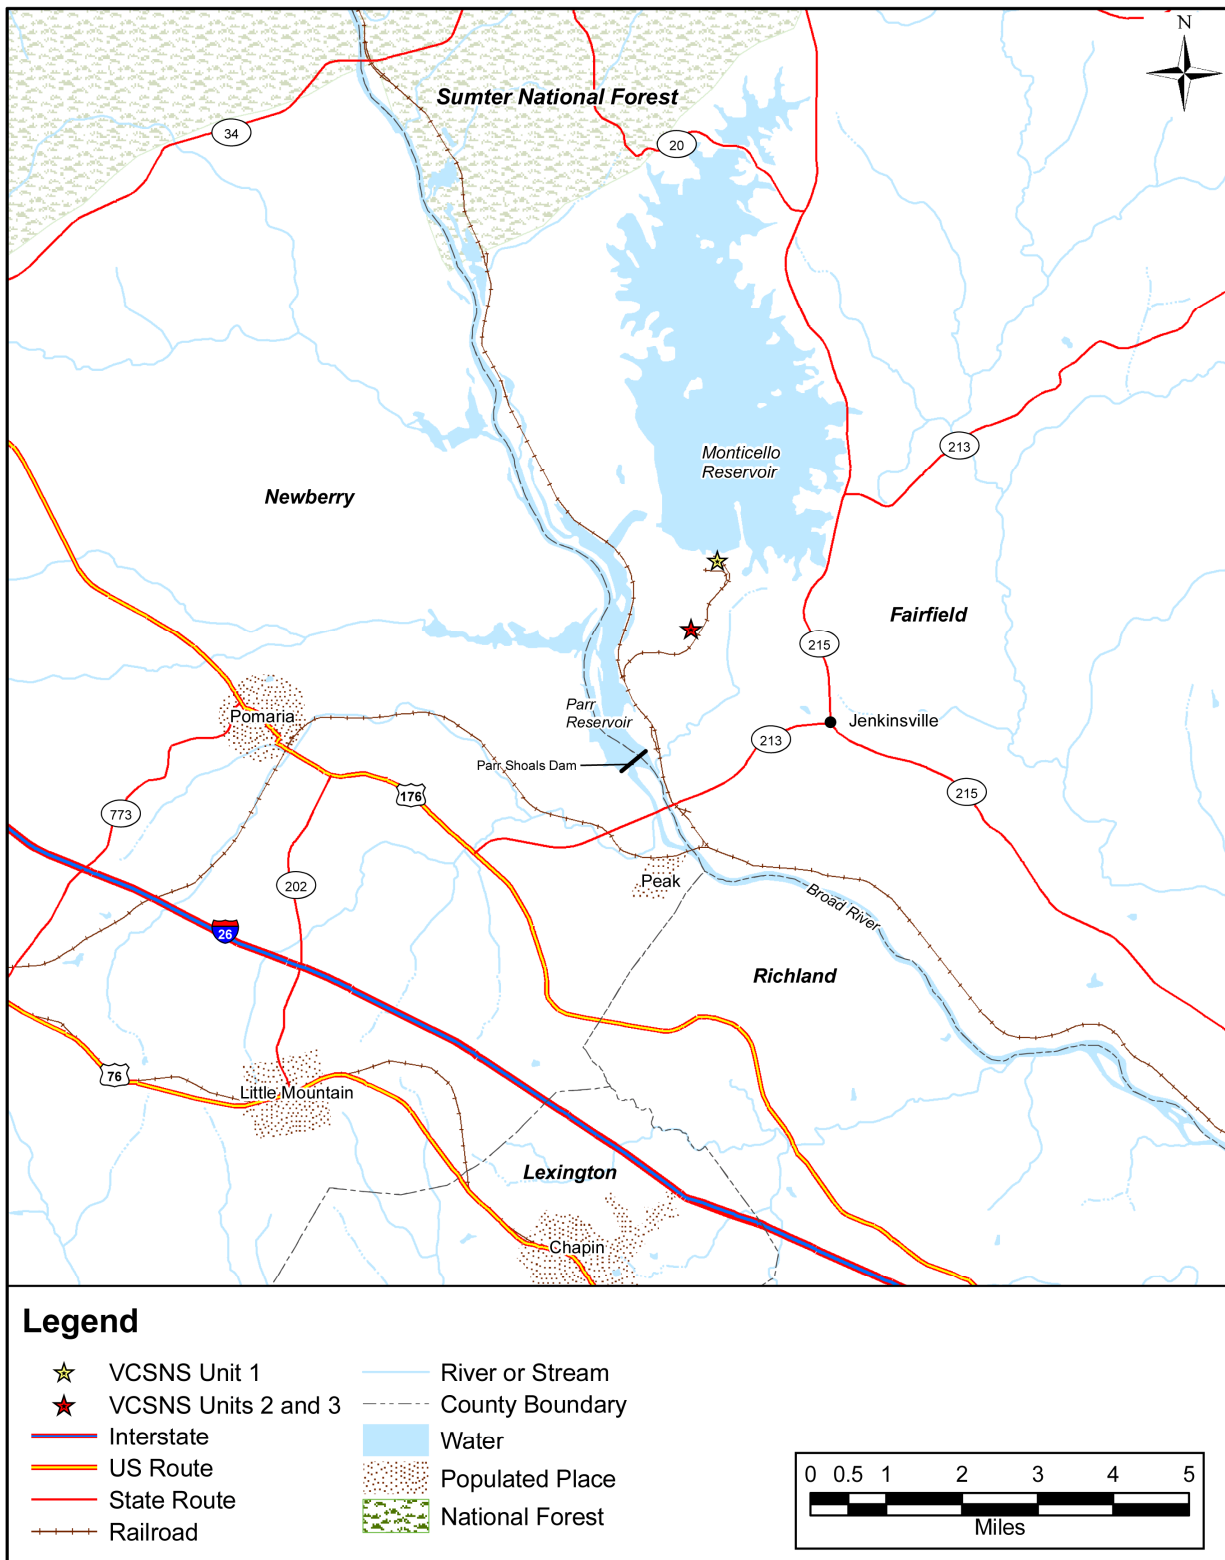 N
Sumter National Forest
34
20
Monticello
Reservoir
213
Newberry
Fairfield
215
Parr
Reservoir
Pomaria
Jenkinsville
213
Parr Shoals Dam
176
215
773
Peak
202
Broad River
26
Richland
76
Little Mountain
Lexington
Chapin
Legend
VCSNS Unit 1
VCSNS Units 2 and 3
Interstate
US Route
State Route
Railroad
River or Stream
County Boundary
Water
Populated Place
National Forest
0 0.5 1 2 3 4 5
Miles